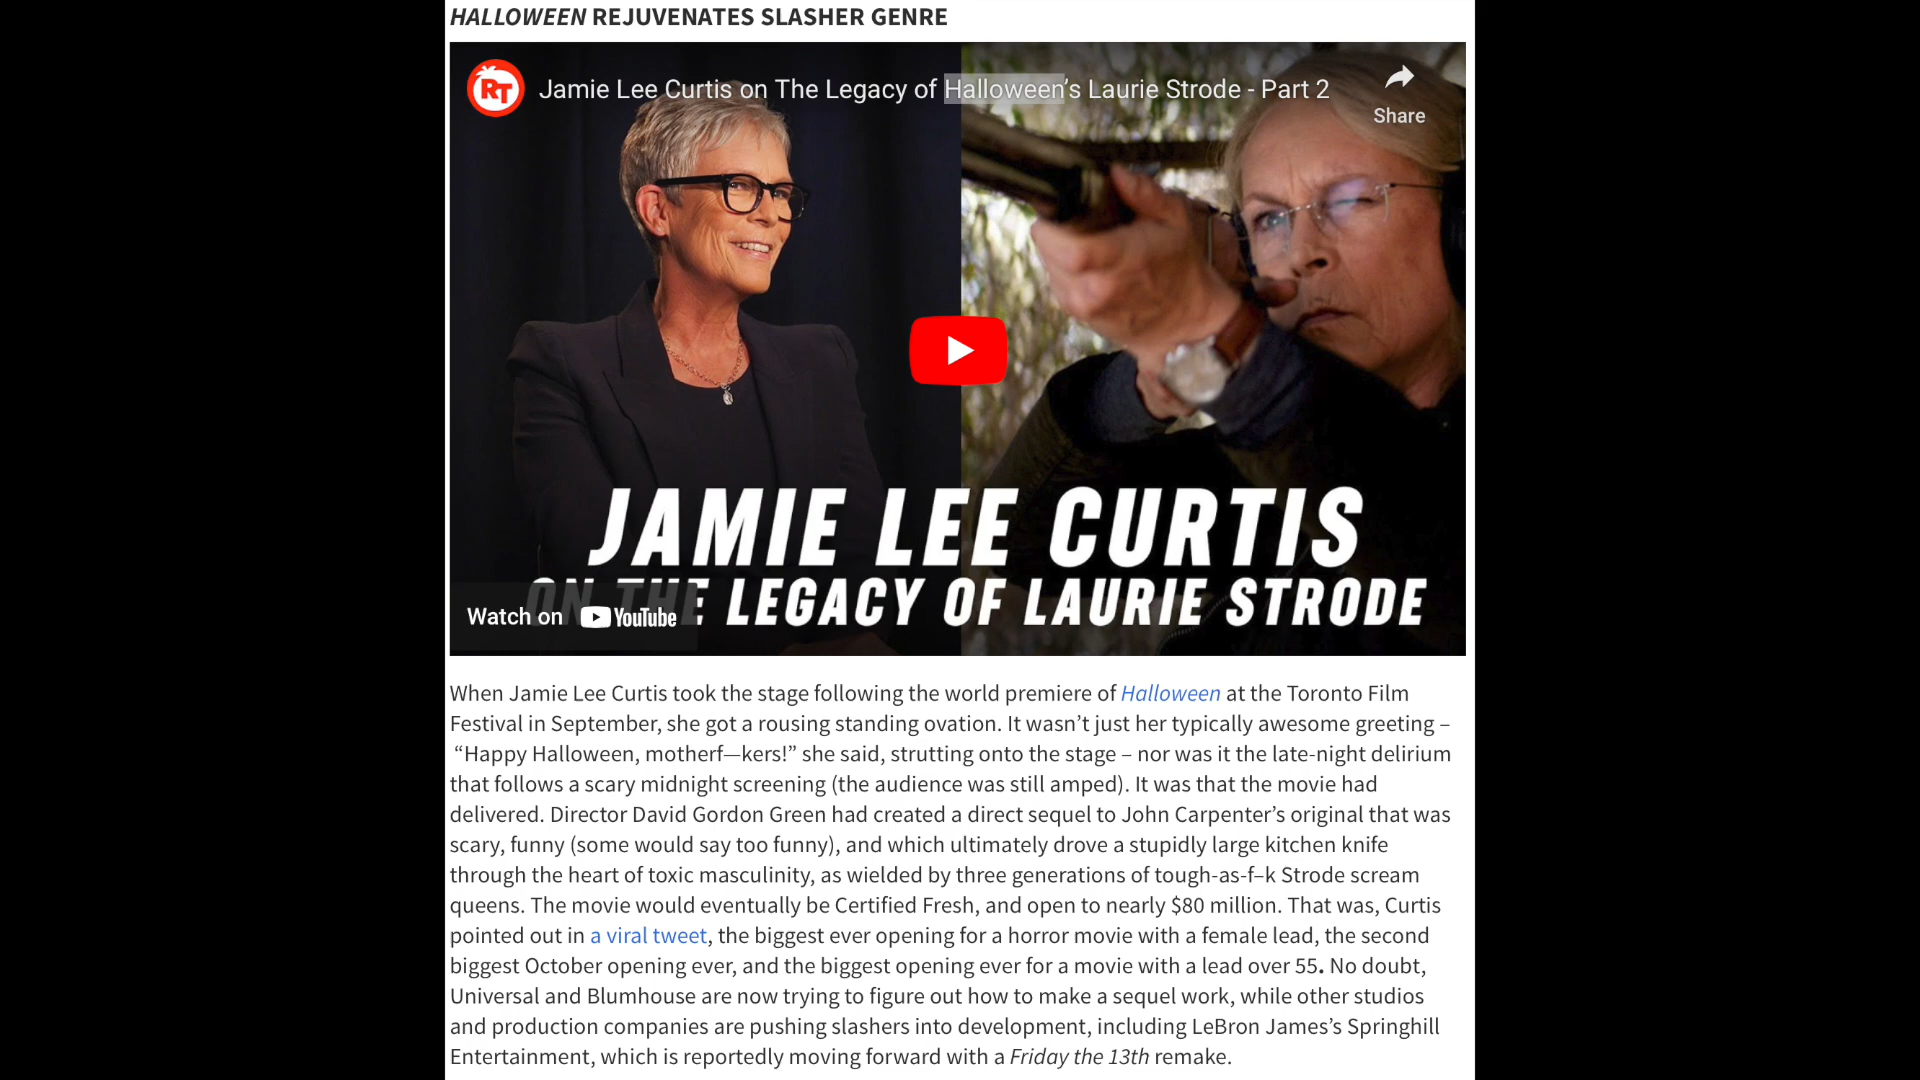 HALLOWEEN REJUVENATES SLASHER GENRE
RT
Jamie Lee Curtis on The Legacy of Halloween’s Laurie Strode - Part 2
Share
JAMIE LEE CURTIS
ON THE LEGACY OF LAURIE STRODE
Watch on YouTube
When Jamie Lee Curtis took the stage following the world premiere of Halloween at the Toronto Film
Festival in September, she got a rousing standing ovation. It wasn’t just her typically awesome greeting –
“Happy Halloween, motherf—kers!” she said, strutting onto the stage – nor was it the late-night delirium
that follows a scary midnight screening (the audience was still amped). It was that the movie had
delivered. Director David Gordon Green had created a direct sequel to John Carpenter’s original that was
scary, funny (some would say too funny), and which ultimately drove a stupidly large kitchen knife
through the heart of toxic masculinity, as wielded by three generations of tough-as-f–k Strode scream
queens. The movie would eventually be Certified Fresh, and open to nearly $80 million. That was, Curtis
pointed out in a viral tweet, the biggest ever opening for a horror movie with a female lead, the second
biggest October opening ever, and the biggest opening ever for a movie with a lead over 55. No doubt,
Universal and Blumhouse are now trying to figure out how to make a sequel work, while other studios
and production companies are pushing slashers into development, including LeBron James’s Springhill
Entertainment, which is reportedly moving forward with a Friday the 13th remake.